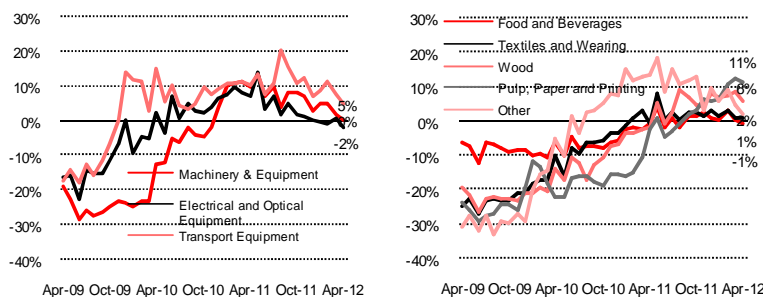 30%
20%
10%
0%
-10%
-20%
-30%
-40%
Apr-09 Oct-09 Apr-10 Oct-10 Apr-11 Oct-11 Apr-12
5%
-2%
Machinery & Equipment
Electrical and Optical
Equipment
Transport Equipment
30%
20%
10%
0%
-10%
-20%
-30%
-40%
Apr-09 Oct-09 Apr-10 Oct-10 Apr-11 Oct-11 Apr-12
Food and Beverages
Textiles and Wearing
Wood
Pulp, Paper and Printing
Other
11%
1%
-1%